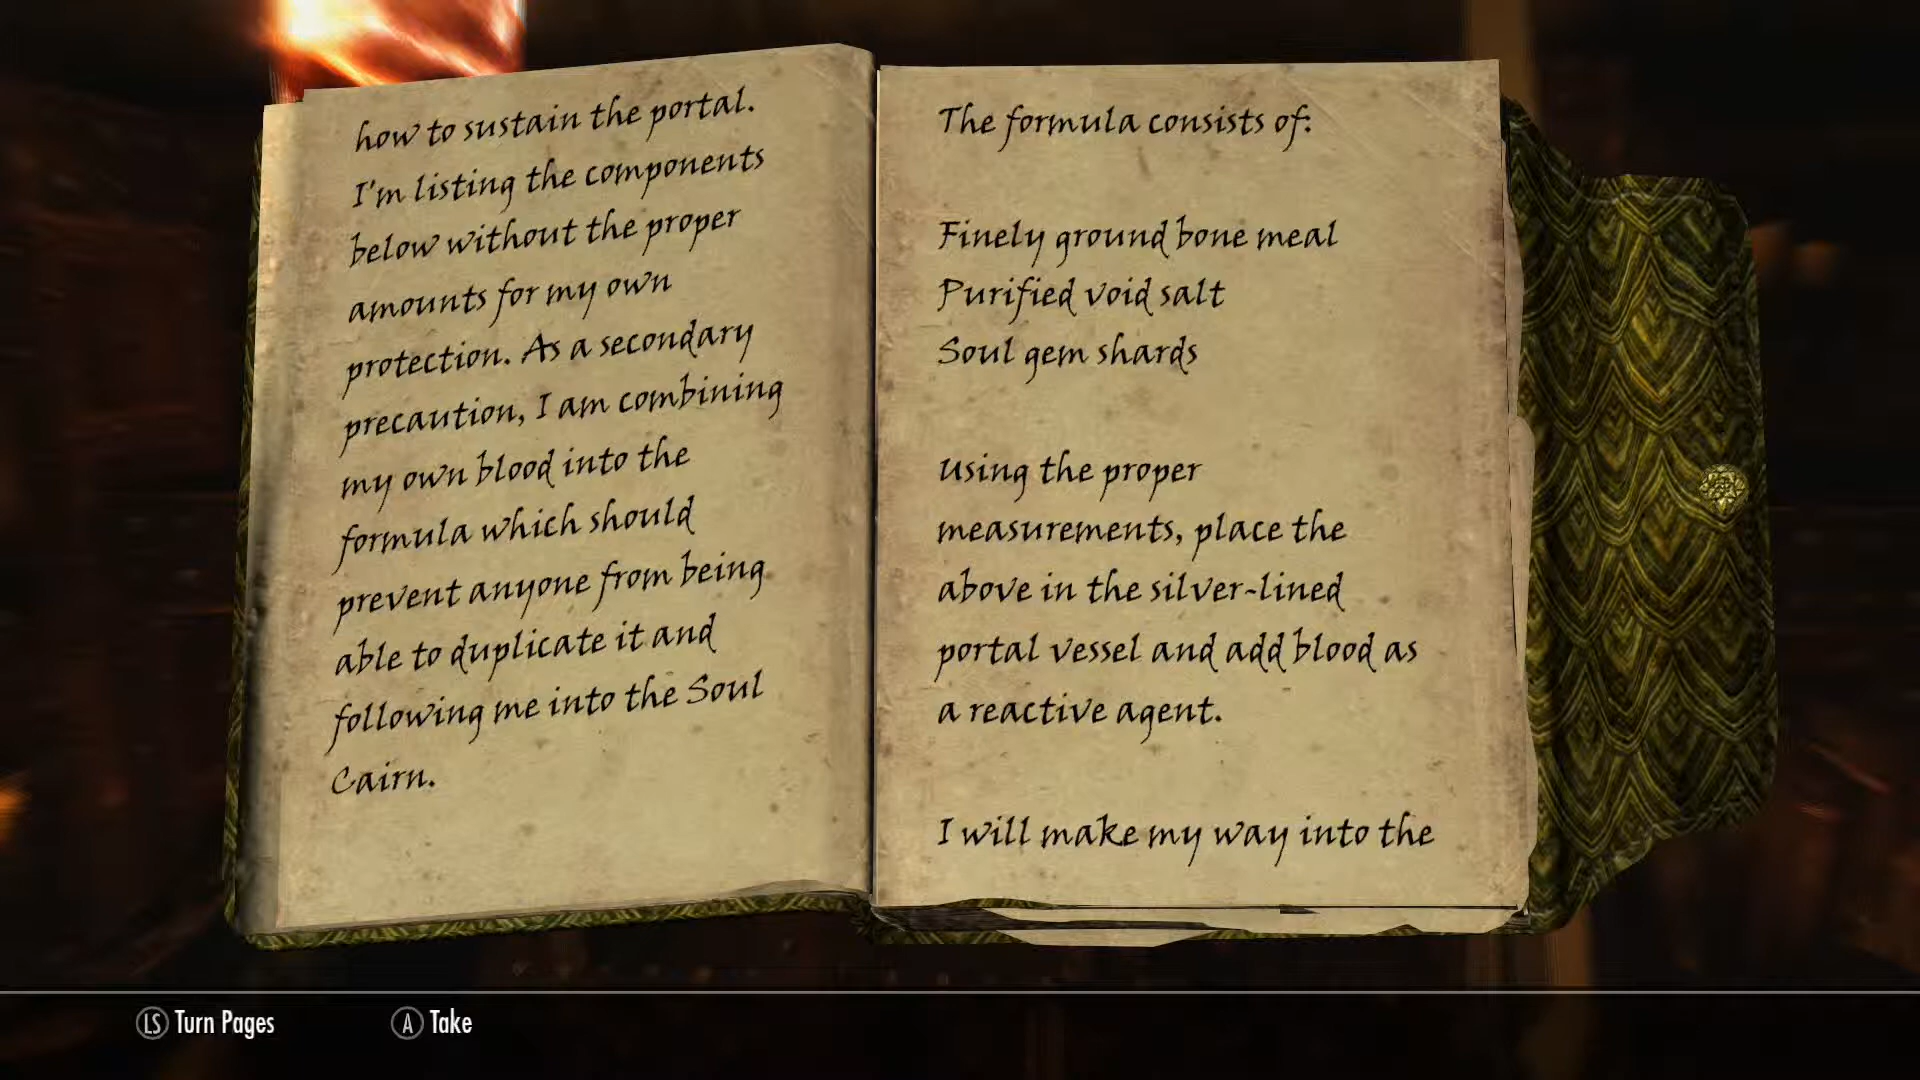 how to sustain the portal.
I'm listing the components
below without the proper
amounts for my own
protection. As a secondary
precaution, I am combining
my own blood into the
formula which should
prevent anyone from being
able to duplicate it and
following me into the Soul
Cairn.
The formula consists of:
Finely ground bone meal
Purified void salt
Soul gem shards
Using the proper
measurements, place the
above in the silver-lined
portal vessel and add blood as
a reactive agent.
I will make my way into the
LS Turn Pages
A Take